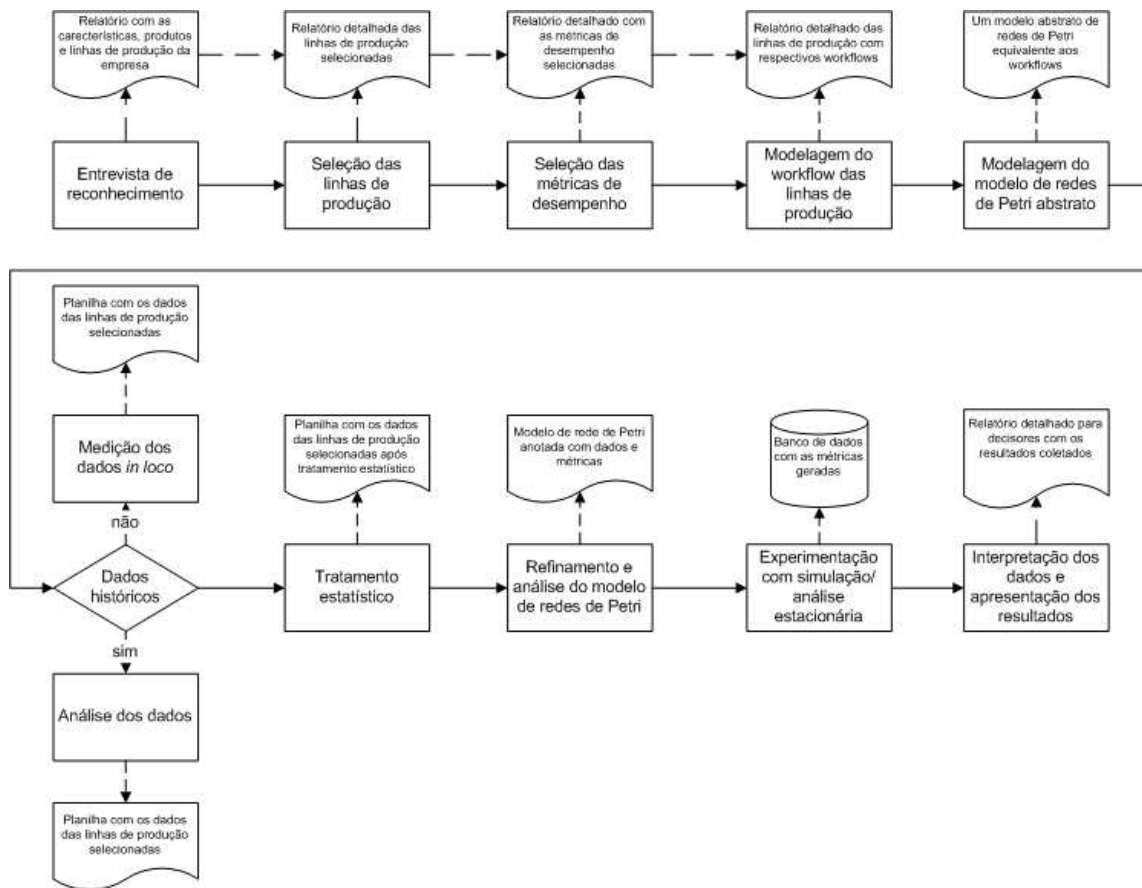 Relatório com as
carecterísticas, produtos
e linhas de produção da
empresa
Relatório detalhada das
linhas de produção
selecionadas
Relatório detalhado com
as métricas de
desempenho
selecionadas
Relatório detalhado das
linhas de produção com
respectivos workflows
Um modelo abstrato de
redes de Petri
equivalente aos
workflows
Entrevista de
reconhecimento
Seleção das
linhas de
produção
Seleção das
métricas de
desempenho
Modelagem do
workflow das
linhas de
produção
Modelagem do
modelo de redes
de Petri abstrato
Planilha com os dados
das linhas de produção
selecionadas
Medição dos
dados in loco
Planilha com os dados
das linhas de produção
selecionadas após
tratamento estatístico
Modelo de rede de Petri
anotada com dados e
métricas
Banco de dados
com as métricas
geradas
Relatório detalhado para
decisores com os
resultados coletados
não
Dados
históricos
Tratamento
estatístico
Refinamento e
análise do modelo
de redes de Petri
Experimentação
com simulação/
análise
estacionária
Interpretação dos
dados e
apresentação dos
resultados
sim
Análise dos dados
Planilha com os dados
das linhas de produção
selecionadas